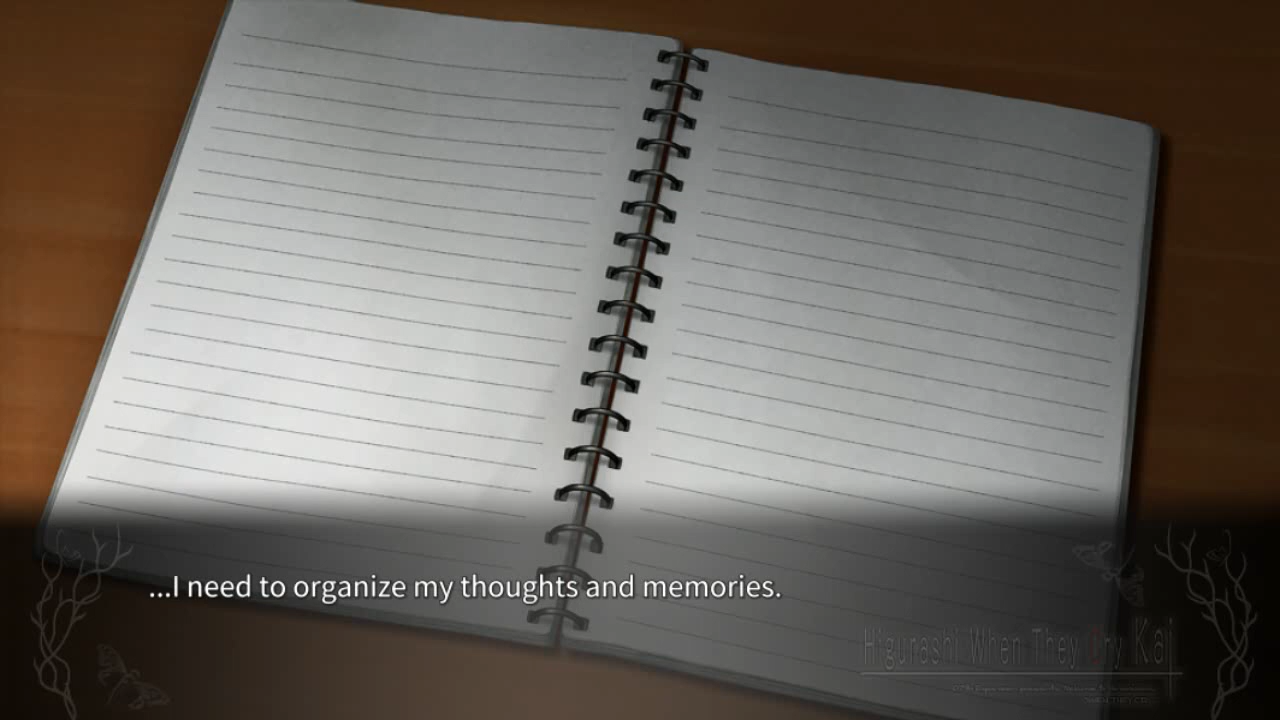 ...I need to organize my thoughts and memories.
Higurashi When They Cry Kai